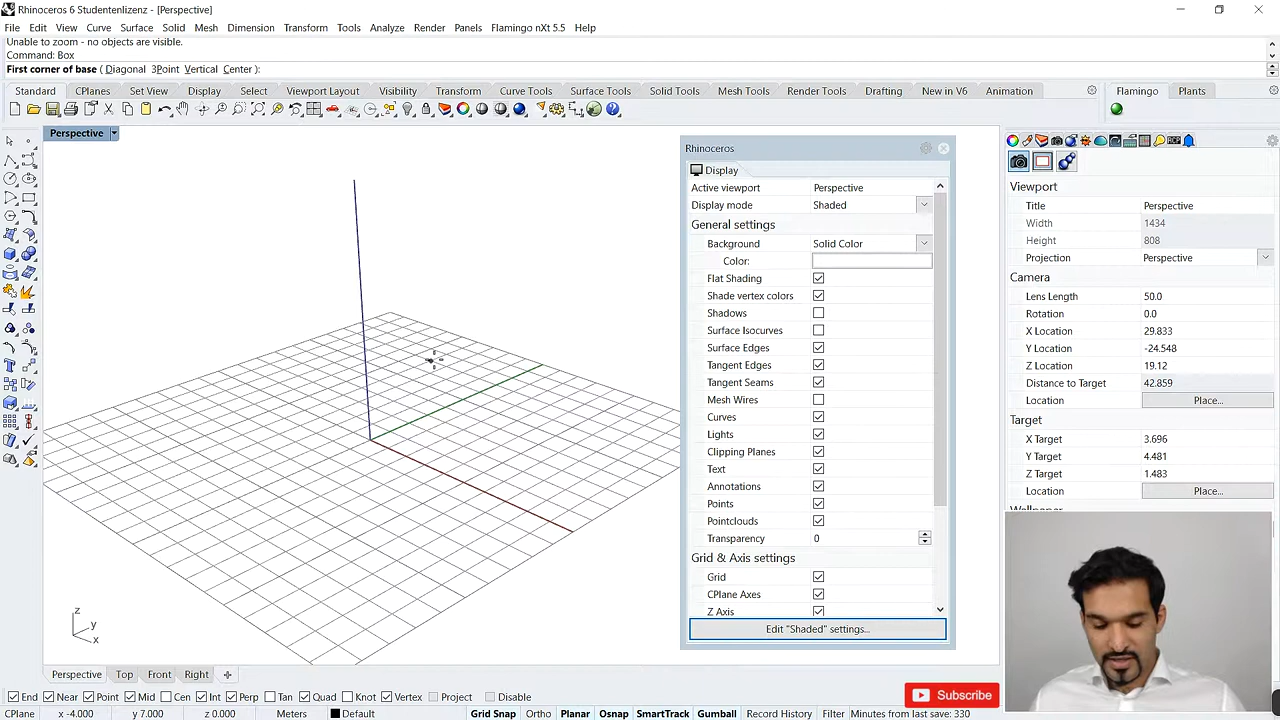 Rhinoceros 6 Studentenlizenz - [Perspective]
File Edit View Curve Surface Solid Mesh Dimension Transform Tools Analyze Render Panels Flamingo nXt 5.5 Help
Unable to zoom - no objects are visible.
Command: Box
First corner of base ( Diagonal 3Point Vertical Center ):
Standard CPlanes Set View Display Select Viewport Layout Visibility Transform Curve Tools Surface Tools Solid Tools Mesh Tools Render Tools Drafting New in V6 Animation Flamingo Plants
Perspective
Rhinoceros
Display
Active viewport Perspective
Display mode Shaded
General settings
Background Solid Color
Color:
Flat Shading
Shade vertex colors
Shadows
Surface Isocurves
Surface Edges
Tangent Edges
Tangent Seams
Mesh Wires
Curves
Lights
Clipping Planes
Text
Annotations
Points
Pointclouds
Transparency 0
Grid & Axis settings
Grid
CPlane Axes
Z Axis
Edit "Shaded" settings...
Viewport
Title Perspective
Width 1434
Height 808
Projection Perspective
Camera
Lens Length 50.0
Rotation 0.0
X Location 29.833
Y Location -24.548
Z Location 19.12
Distance to Target 42.859
Location Place...
Target
X Target 3.696
Y Target 4.481
Z Target 1.483
Location Place...
Wallpaper
z
y
x
Perspective Top Front Right
Subscribe
End Near Point Mid Cen Int Perp Tan Quad Knot Vertex Project Disable
CPlane x -4.000 y 7.000 z 0.000 Meters Default Grid Snap Ortho Planar Osnap SmartTrack Gumball Record History Filter Minutes from last save: 330